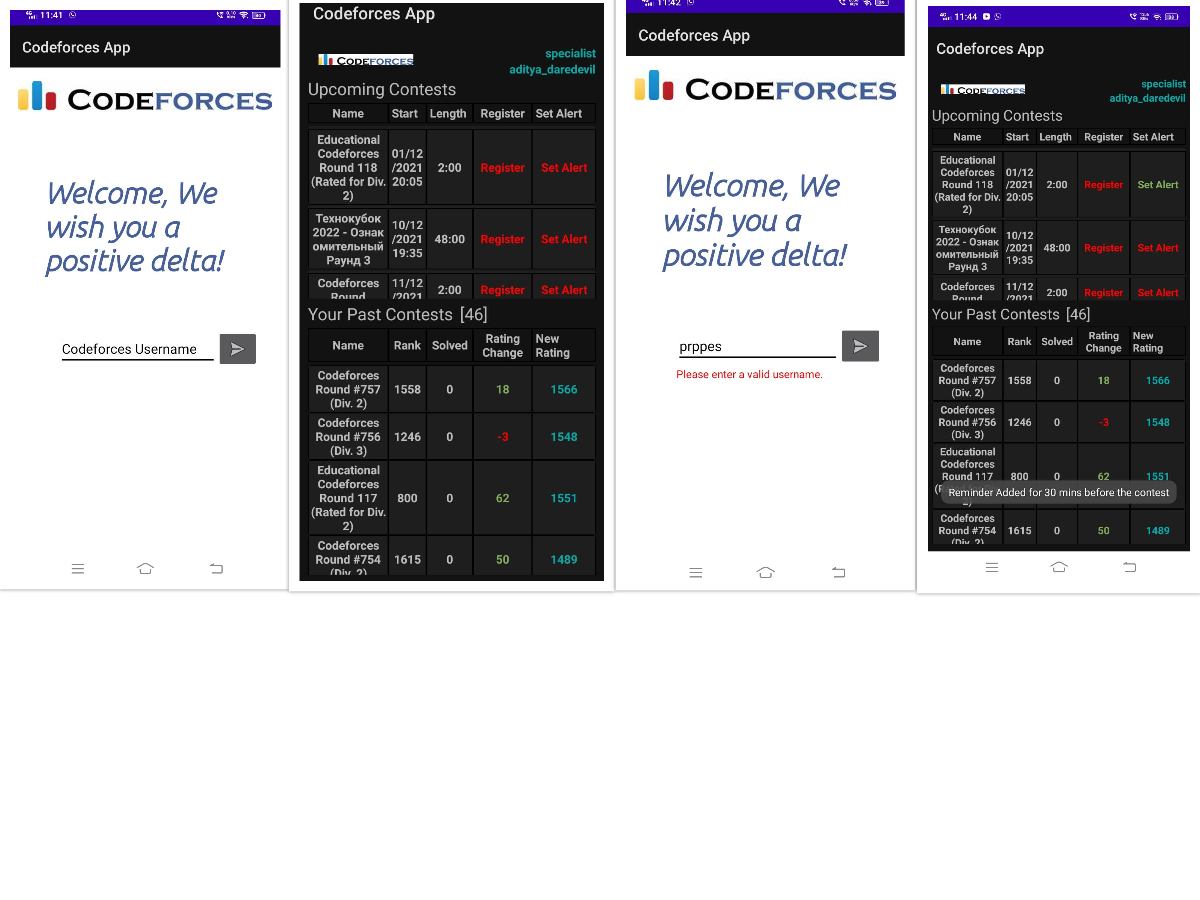 11:41
Codeforces App
CODEFORCES
Welcome, We
wish you a
positive delta!
Codeforces Username
Codeforces App
CODEFORCES
specialist
aditya_daredevil
Upcoming Contests
Name Start Length Register Set Alert
Educational
Codeforces
Round 118
(Rated for Div.
2)
01/12
/2021
20:05
2:00
Register
Set Alert
Технокубок
2022 - Ознак
омительный
Раунд 3
10/12
/2021
19:35
48:00
Register
Set Alert
Codeforces
Round
11/12
/2021
2:00
Register
Set Alert
Your Past Contests [46]
Name Rank Solved Rating
Change New
Rating
Codeforces
Round #757
(Div. 2)
1558
0
18
1566
Codeforces
Round #756
(Div. 3)
1246
0
-3
1548
Educational
Codeforces
Round 117
(Rated for Div.
2)
800
0
62
1551
Codeforces
Round #754
(Div. 2)
1615
0
50
1489
11:42
Codeforces App
CODEFORCES
Welcome, We
wish you a
positive delta!
prppes
Please enter a valid username.
11:44
Codeforces App
CODEFORCES
specialist
aditya_daredevil
Upcoming Contests
Name Start Length Register Set Alert
Educational
Codeforces
Round 118
(Rated for Div.
2)
01/12
/2021
20:05
2:00
Register
Set Alert
Технокубок
2022 - Ознак
омительный
Раунд 3
10/12
/2021
19:35
48:00
Register
Set Alert
Codeforces
Round
11/12
/2021
2:00
Register
Set Alert
Your Past Contests [46]
Name Rank Solved Rating
Change New
Rating
Codeforces
Round #757
(Div. 2)
1558
0
18
1566
Codeforces
Round #756
(Div. 3)
1246
0
-3
1548
Educational
Codeforces
Round 117
800
0
62
1551
Reminder Added for 30 mins before the contest
Codeforces
Round #754
(Div. 2)
1615
0
50
1489